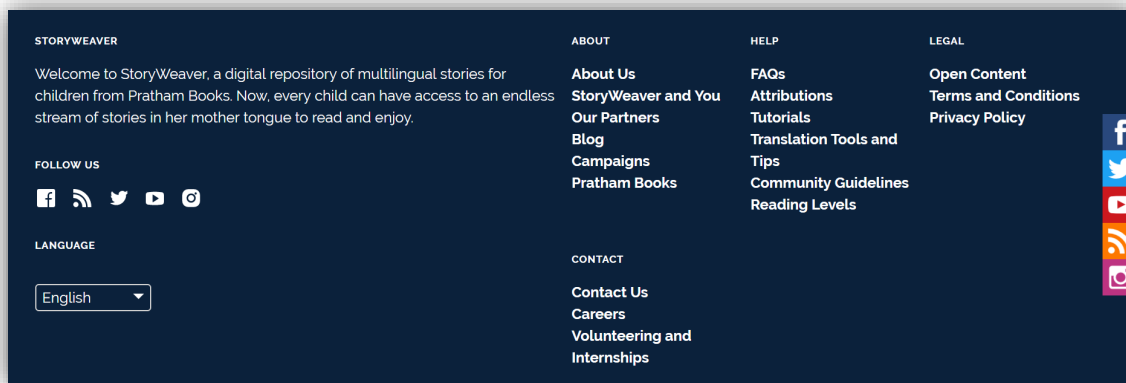 STORYWEAVER
Welcome to StoryWeaver, a digital repository of multilingual stories for
children from Pratham Books. Now, every child can have access to an endless
stream of stories in her mother tongue to read and enjoy.
FOLLOW US
LANGUAGE
English
ABOUT
About Us
StoryWeaver and You
Our Partners
Blog
Campaigns
Pratham Books
HELP
FAQs
Attributions
Tutorials
Translation Tools and
Tips
Community Guidelines
Reading Levels
LEGAL
Open Content
Terms and Conditions
Privacy Policy
CONTACT
Contact Us
Careers
Volunteering and
Internships